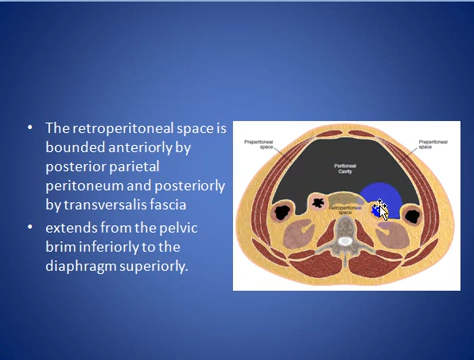 • The retroperitoneal space is
bounded anteriorly by
posterior parietal
peritoneum and posteriorly
by transversalis fascia
• extends from the pelvic
brim inferiorly to the
diaphragm superiorly.
Preperitoneal
space
Preperitoneal
space
Peritoneal
Cavity
Retroperitoneal
space